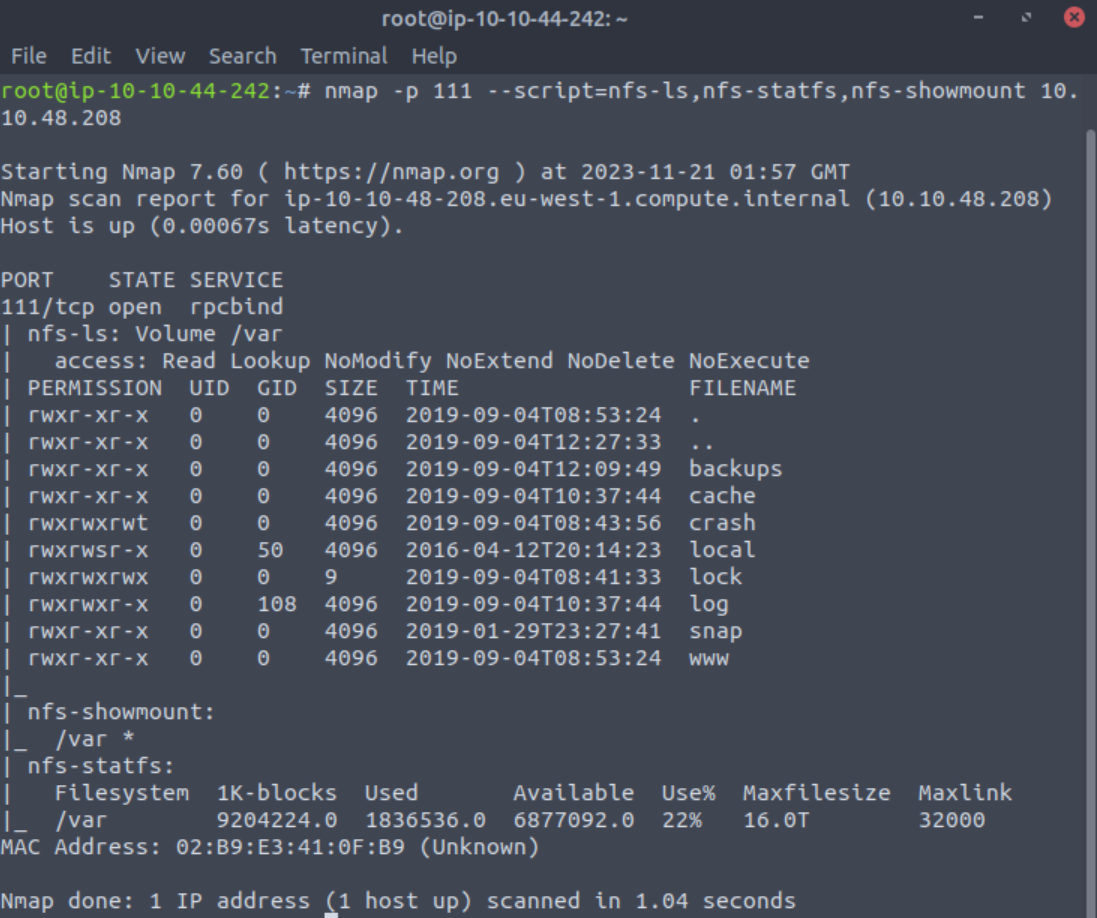 root@ip-10-10-44-242: ~
File Edit View Search Terminal Help
root@ip-10-10-44-242:~# nmap -p 111 --script=nfs-ls,nfs-statfs,nfs-showmount 10.
10.48.208
Starting Nmap 7.60 ( https://nmap.org ) at 2023-11-21 01:57 GMT
Nmap scan report for ip-10-10-48-208.eu-west-1.compute.internal (10.10.48.208)
Host is up (0.00067s latency).
PORT    STATE SERVICE
111/tcp open  rpcbind
| nfs-ls: Volume /var
|   access: Read Lookup NoModify NoExtend NoDelete NoExecute
| PERMISSION  UID  GID  SIZE  TIME                 FILENAME
| rwxr-xr-x   0    0    4096  2019-09-04T08:53:24  .
| rwxr-xr-x   0    0    4096  2019-09-04T12:27:33  ..
| rwxr-xr-x   0    0    4096  2019-09-04T12:09:49  backups
| rwxr-xr-x   0    0    4096  2019-09-04T10:37:44  cache
| rwxrwxrwt   0    0    4096  2019-09-04T08:43:56  crash
| rwxrwsr-x   0    50   4096  2016-04-12T20:14:23  local
| rwxrwxrwx   0    0    9     2019-09-04T08:41:33  lock
| rwxrwxr-x   0    108  4096  2019-09-04T10:37:44  log
| rwxr-xr-x   0    0    4096  2019-01-29T23:27:41  snap
| rwxr-xr-x   0    0    4096  2019-09-04T08:53:24  www
|_
| nfs-showmount:
|_  /var *
| nfs-statfs:
|   Filesystem  1K-blocks  Used       Available  Use%  Maxfilesize  Maxlink
|_  /var        9204224.0  1836536.0  6877092.0  22%   16.0T        32000
MAC Address: 02:B9:E3:41:0F:B9 (Unknown)
Nmap done: 1 IP address (1 host up) scanned in 1.04 seconds